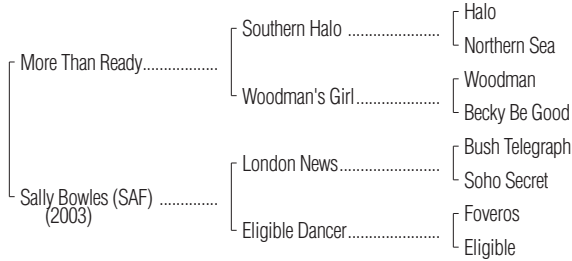 Halo
Southern Halo ....................
Northern Sea
More Than Ready................
Woodman
Woodman's Girl..................
Becky Be Good
Bush Telegraph
London News.....................
Soho Secret
Sally Bowles (SAF) .............
(2003)
Foveros
Eligible Dancer....................
Eligible